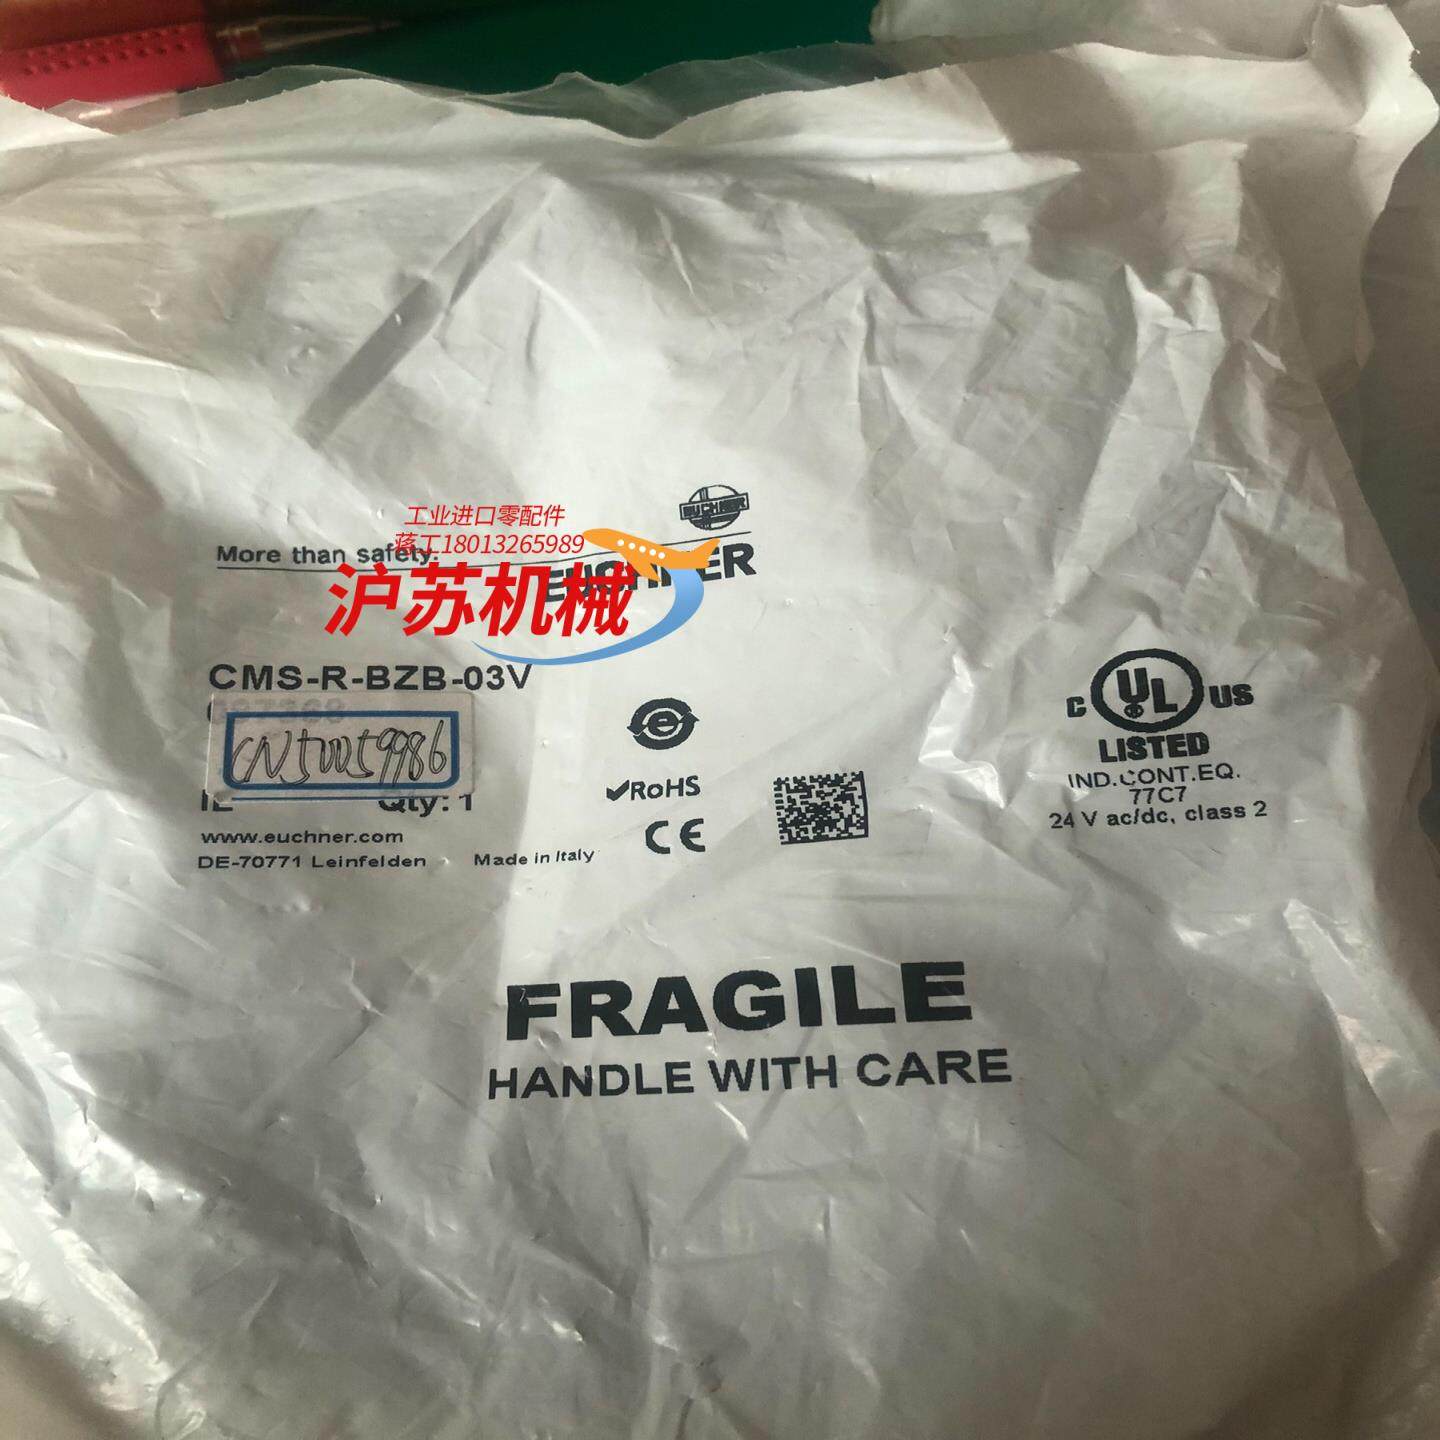 EUCHNER
工业进口零配件
More than safety.
蒋工18013265989
EUCHNER
沪苏机械
CMS-R-BZB-03V
e
C UL US
LISTED
IND.CONT.EQ.
77C7
24 V ac/dc, class 2
RoHS
CE
Qty: 1
www.euchner.com
DE-70771 Leinfelden
Made in Italy
FRAGILE
HANDLE WITH CARE